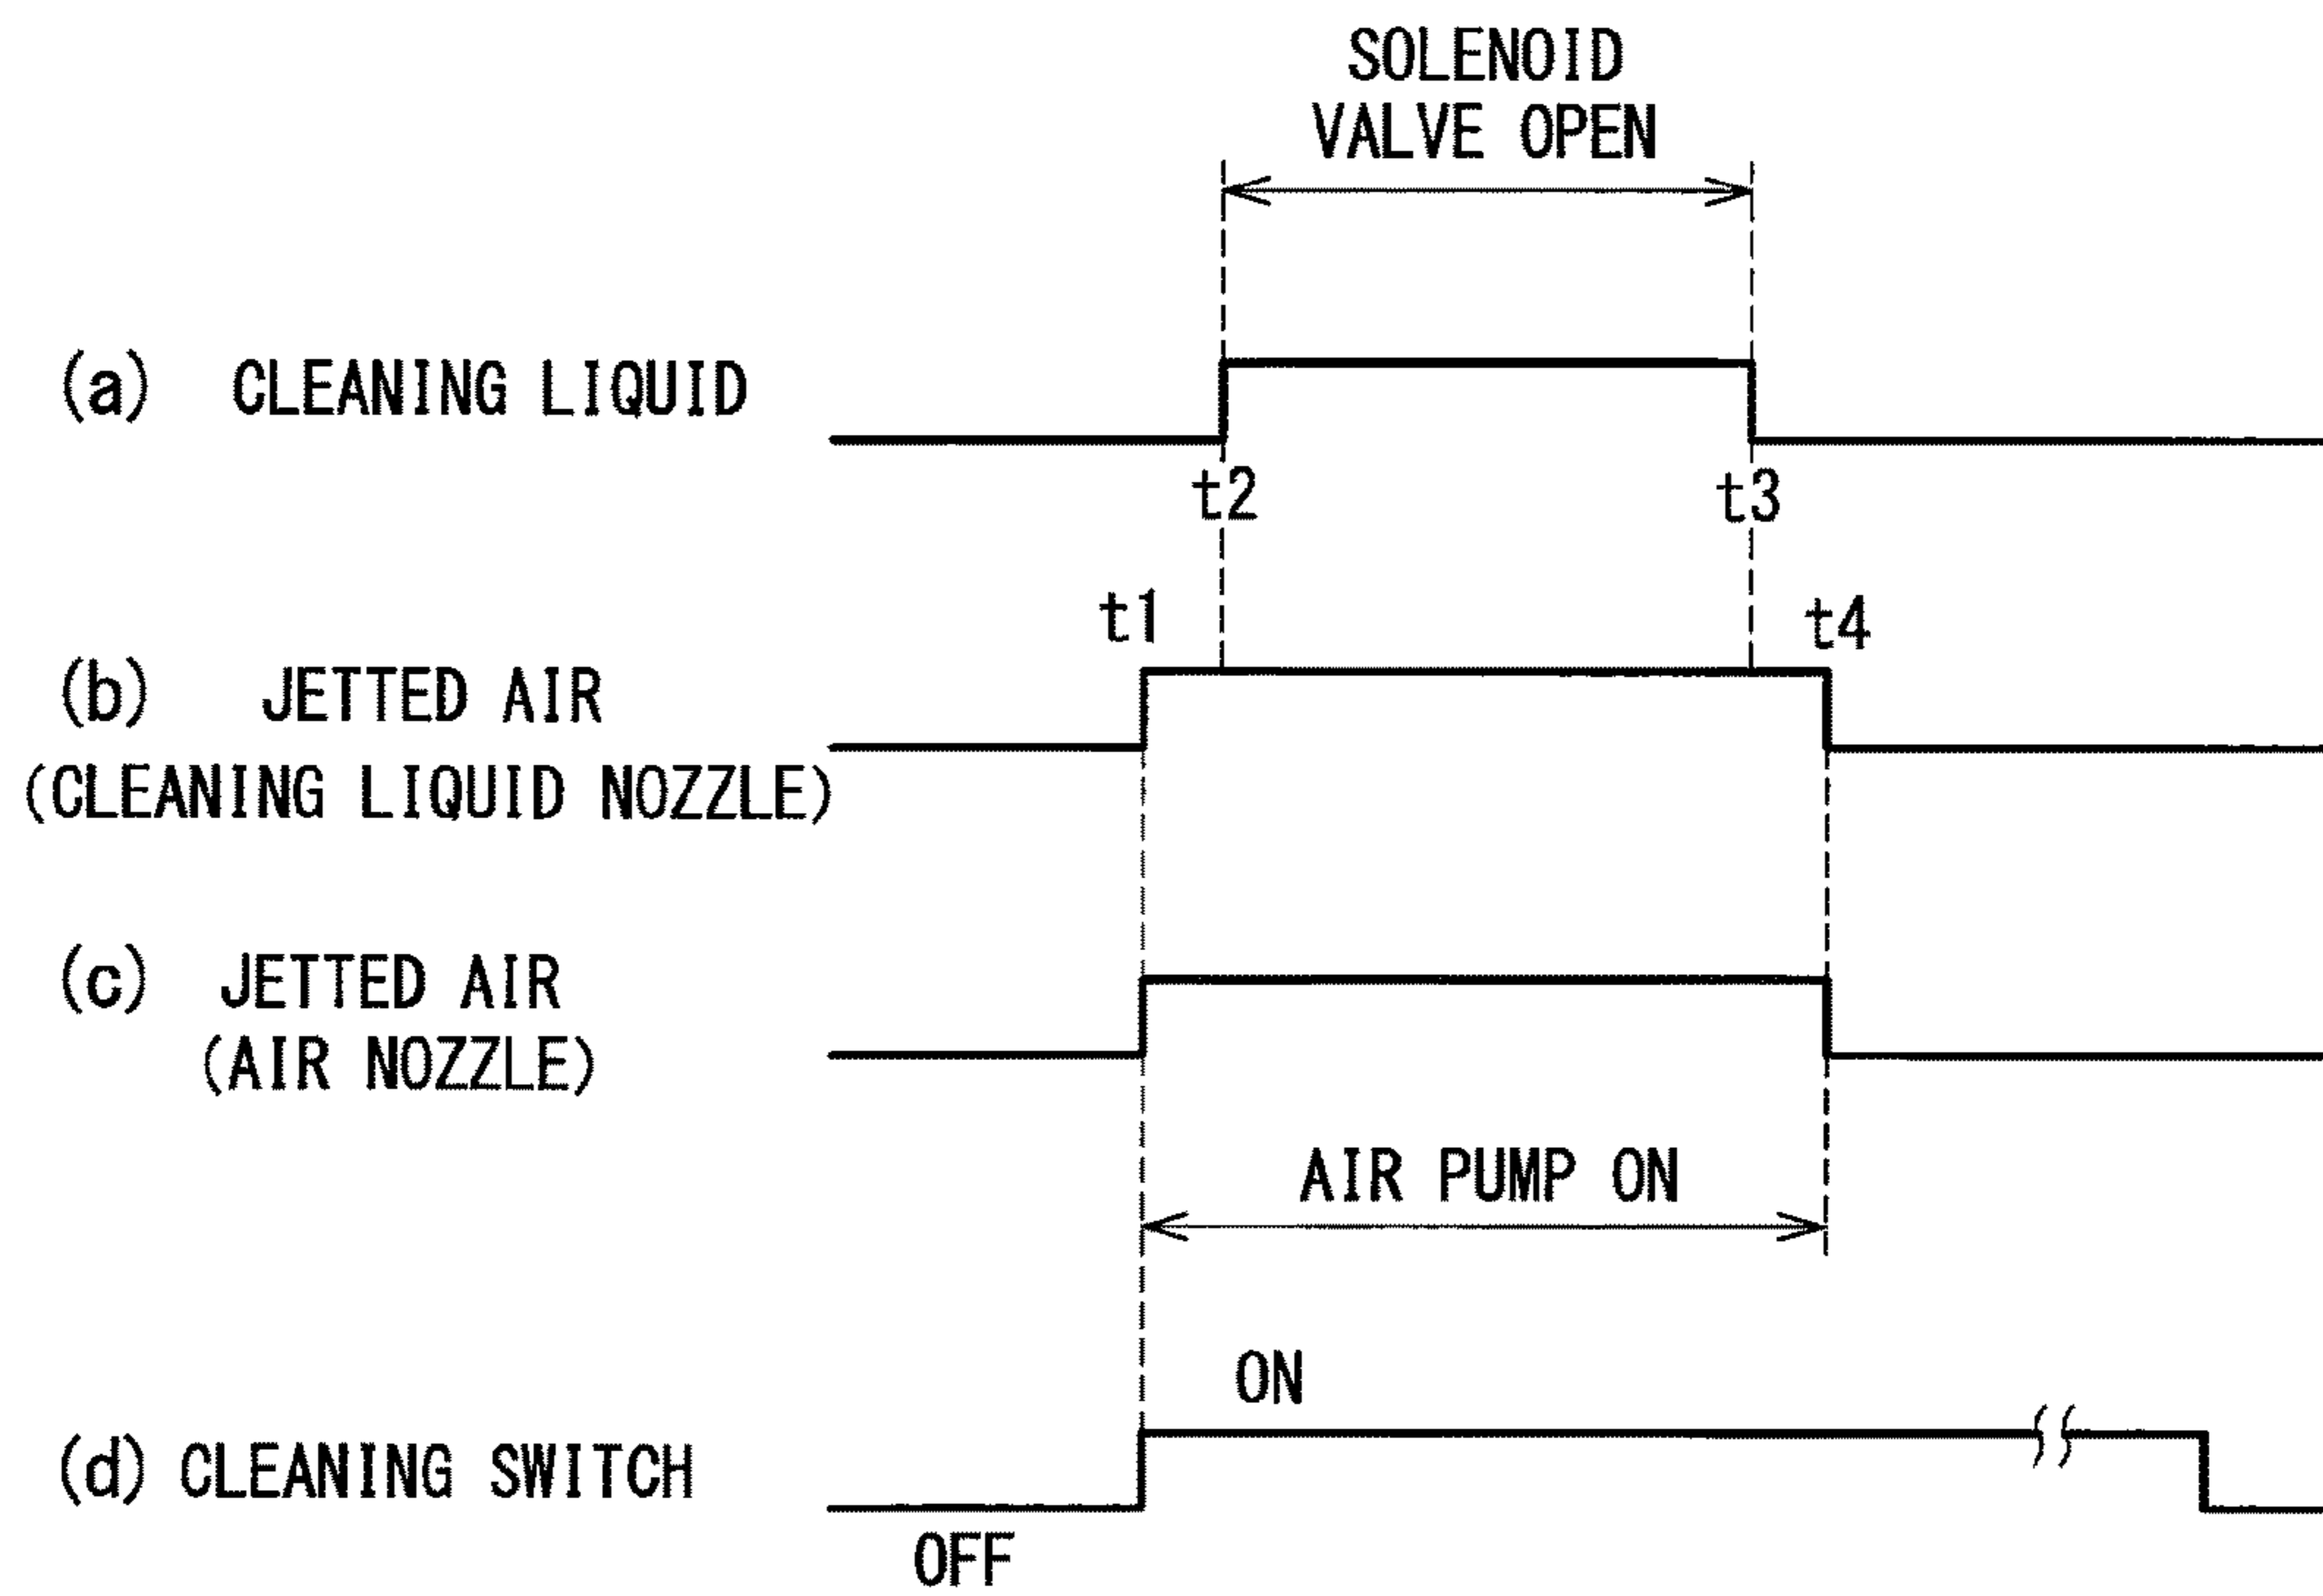 SOLENOID
VALVE OPEN
(a) CLEANING LIQUID
t2
t3
t1
t4
(b) JETTED AIR
(CLEANING LIQUID NOZZLE)
(c) JETTED AIR
(AIR NOZZLE)
AIR PUMP ON
ON
(d) CLEANING SWITCH
OFF